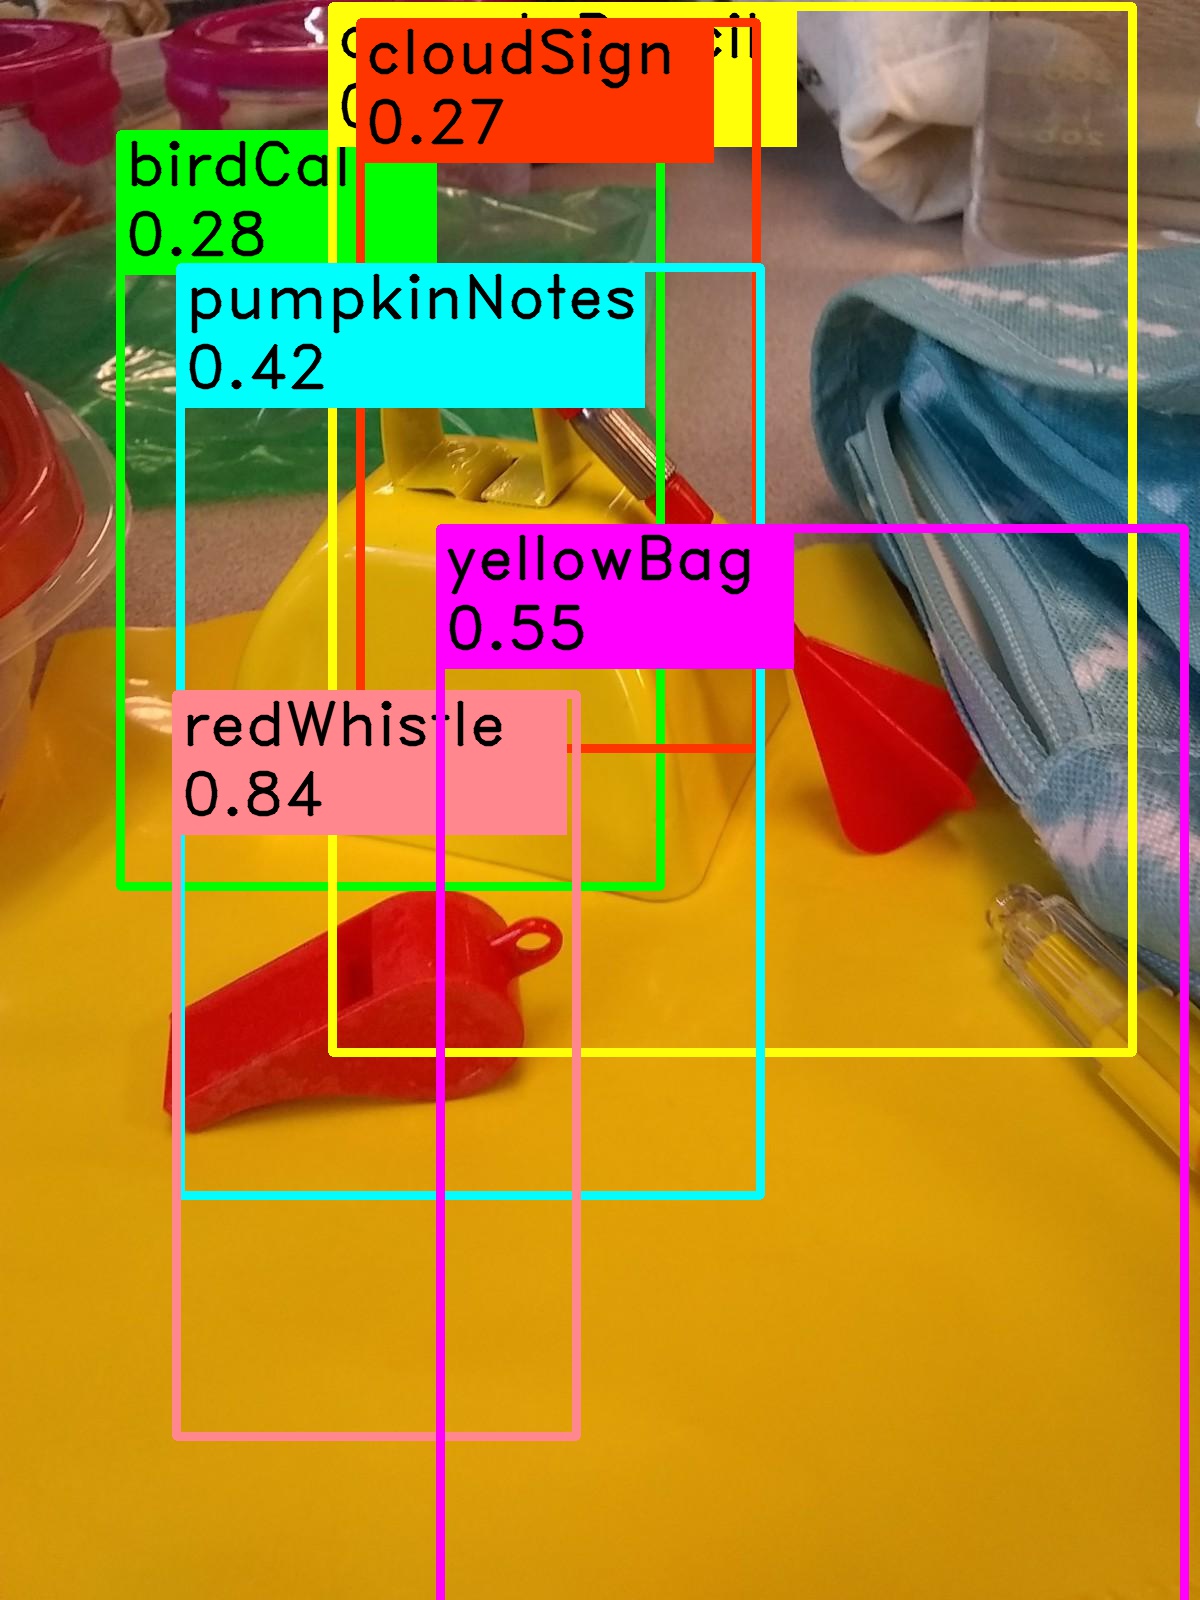 cloudSign
0.27
birdCal
0.28
pumpkinNotes
0.42
yellowBag
0.55
redWhistle
0.84